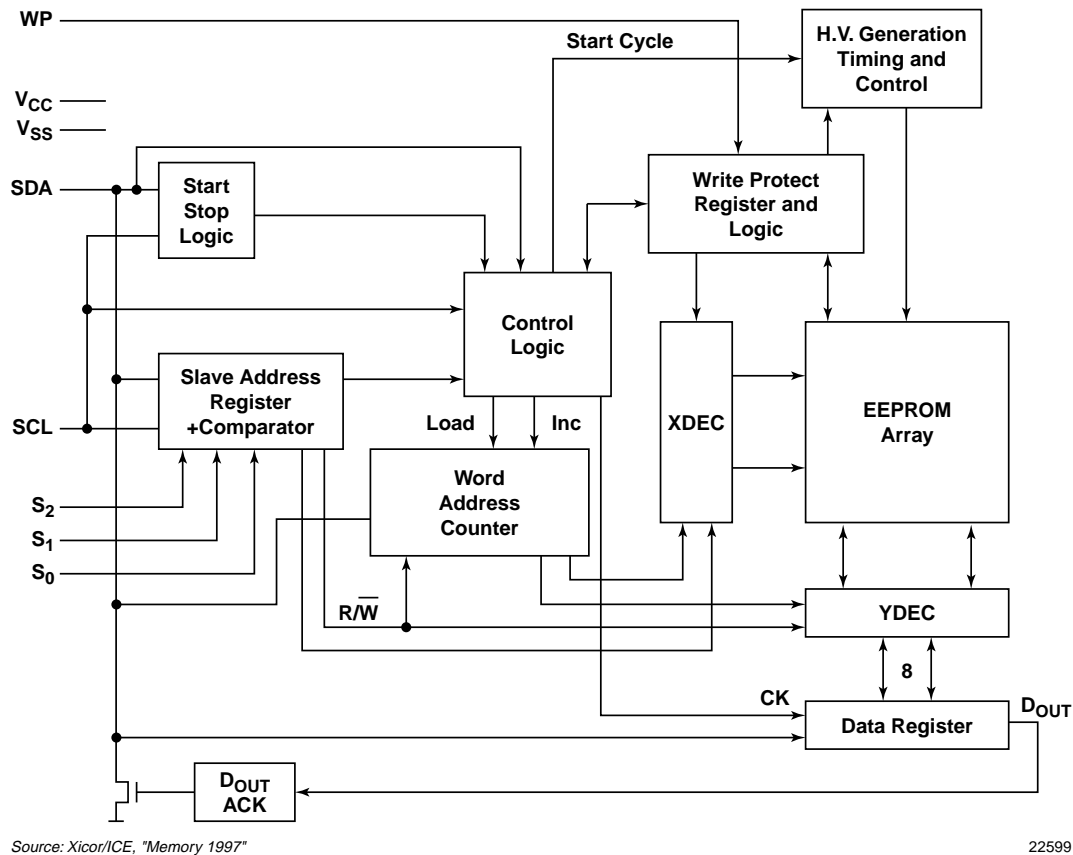 WP
Start Cycle
H.V. Generation
Timing and
Control
VCC
VSS
SDA
Start
Stop
Logic
Write Protect
Register and
Logic
Control
Logic
Slave Address
Register
+Comparator
SCL
Load
Inc
XDEC
EEPROM
Array
Word
Address
Counter
S2
S1
S0
R/W̅
YDEC
8
CK
Data Register
DOUT
DOUT
ACK
Source: Xicor/ICE, "Memory 1997"
22599